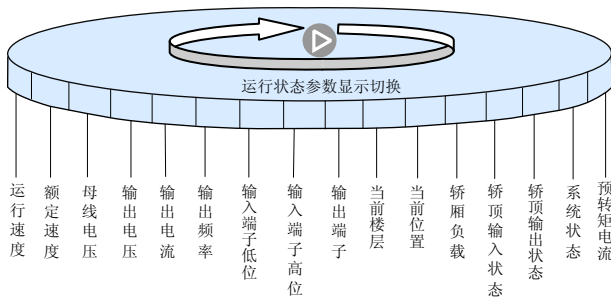 运行状态参数显示切换
运行速度
额定速度
母线电压
输出电压
输出电流
输出频率
输入端子低位
输入端子高位
输出端子
当前楼层
当前位置
轿厢负载
轿顶输入状态
轿顶输出状态
系统状态
预转矩电流